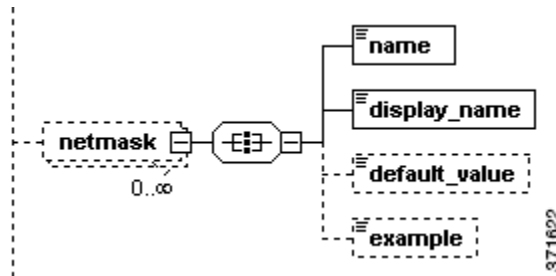 name
display_name
netmask
0..∞
default_value
example
371622